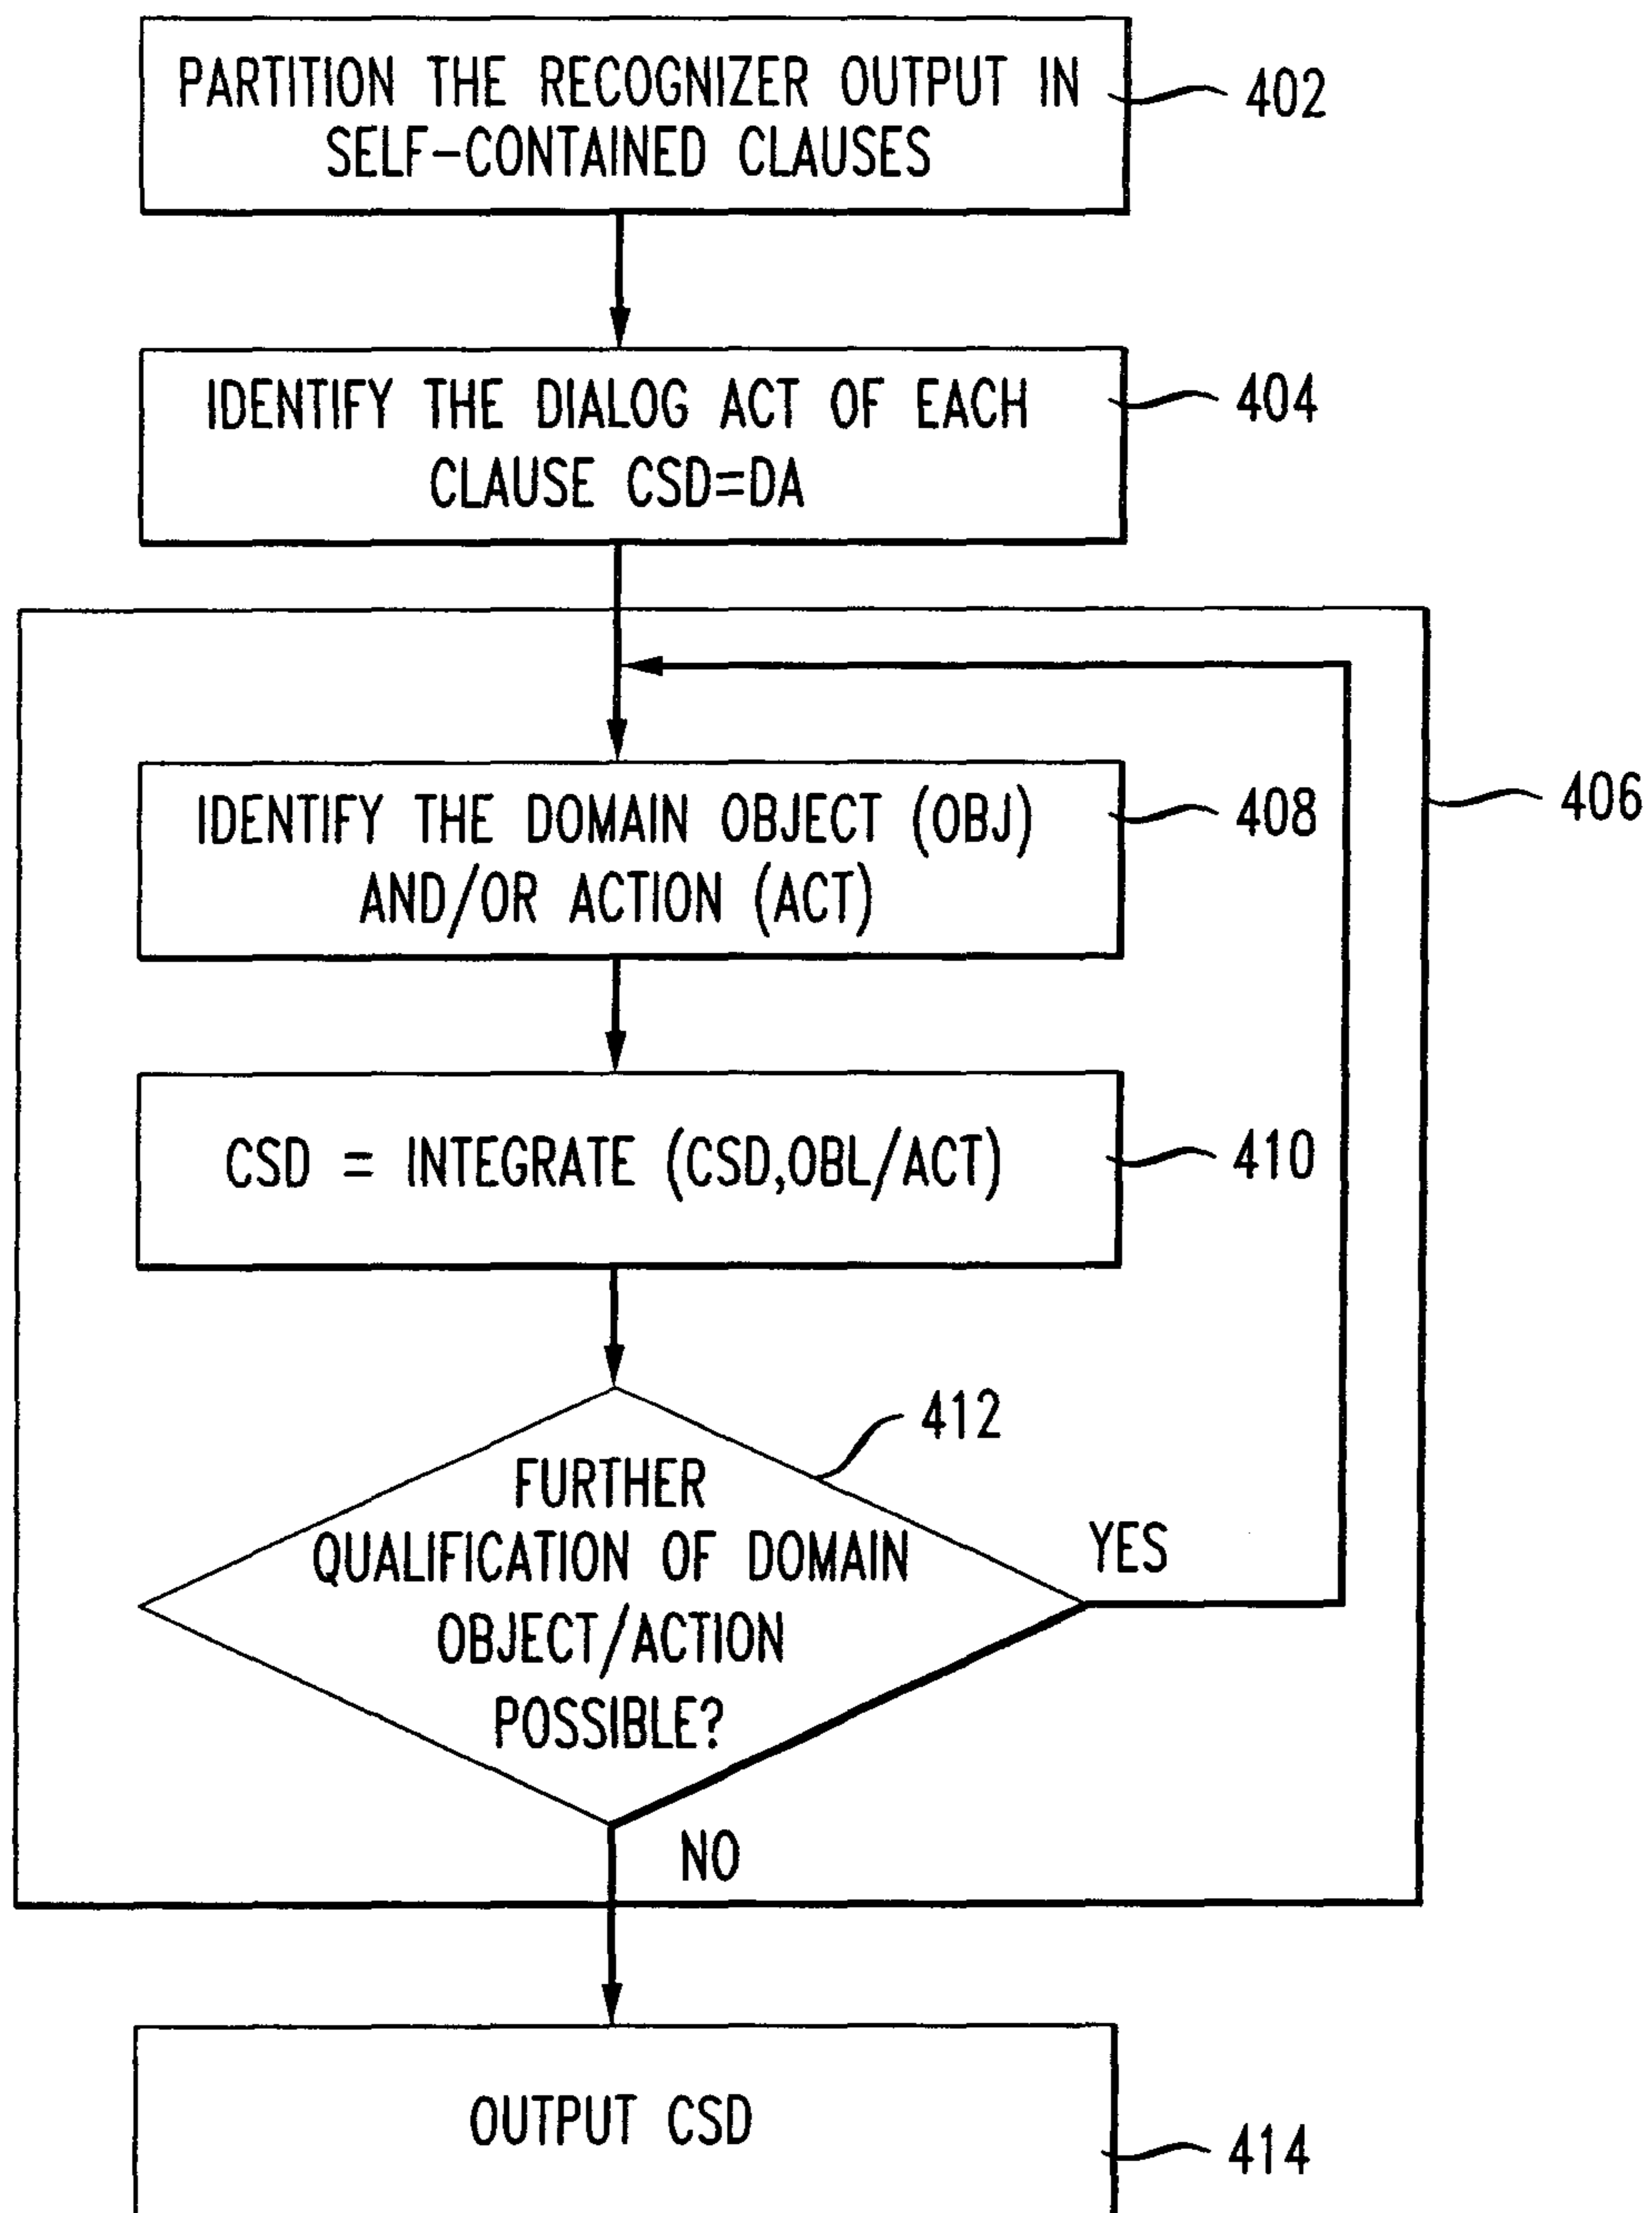 PARTITION THE RECOGNIZER OUTPUT IN
SELF-CONTAINED CLAUSES
402
IDENTIFY THE DIALOG ACT OF EACH
CLAUSE CSD=DA
404
406
IDENTIFY THE DOMAIN OBJECT (OBJ)
AND/OR ACTION (ACT)
408
CSD = INTEGRATE (CSD,OBL/ACT)
410
412
FURTHER
QUALIFICATION OF DOMAIN
OBJECT/ACTION
POSSIBLE?
YES
NO
OUTPUT CSD
414